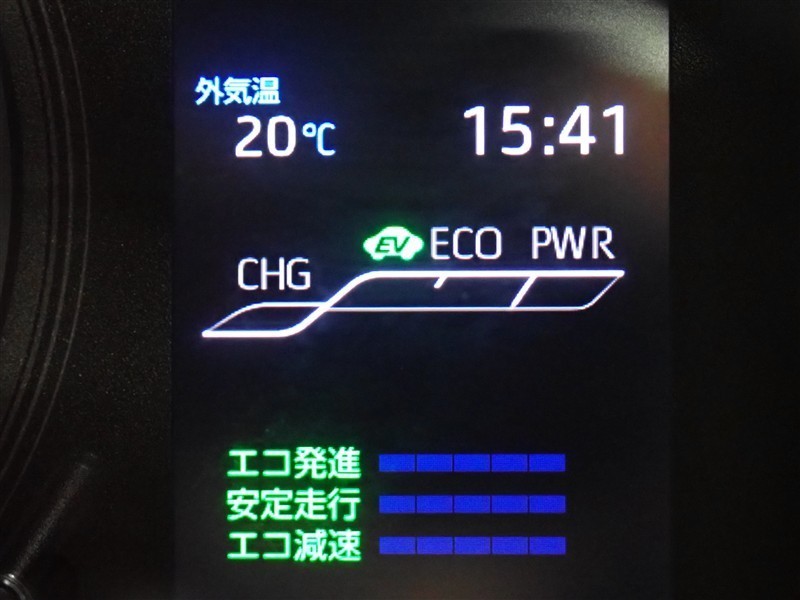 外気温
20℃ 15:41
EV ECO PWR
CHG
エコ発進
安定走行
エコ減速